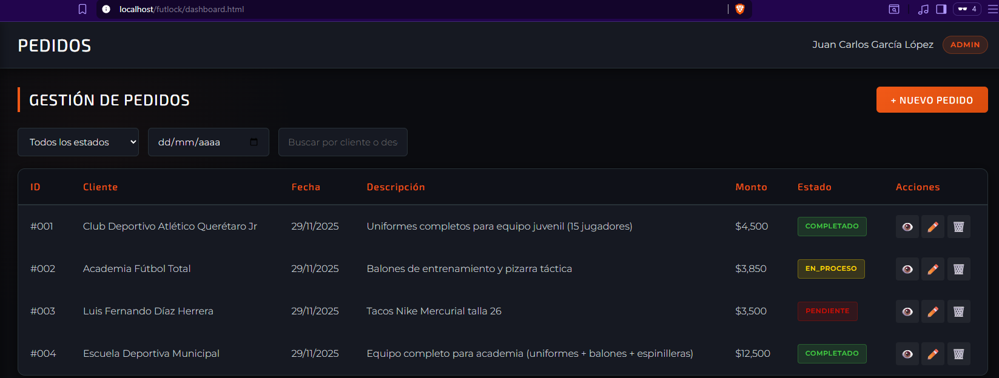 localhost/futlock/dashboard.html
4
PEDIDOS
Juan Carlos García López ADMIN
GESTIÓN DE PEDIDOS
+ NUEVO PEDIDO
Todos los estados dd/mm/aaaa Buscar por cliente o des
ID Cliente Fecha Descripción Monto Estado Acciones
#001 Club Deportivo Atlético Querétaro Jr 29/11/2025 Uniformes completos para equipo juvenil (15 jugadores) $4,500 COMPLETADO
#002 Academia Fútbol Total 29/11/2025 Balones de entrenamiento y pizarra táctica $3,850 EN_PROCESO
#003 Luis Fernando Díaz Herrera 29/11/2025 Tacos Nike Mercurial talla 26 $3,500 PENDIENTE
#004 Escuela Deportiva Municipal 29/11/2025 Equipo completo para academia (uniformes + balones + espinilleras) $12,500 COMPLETADO